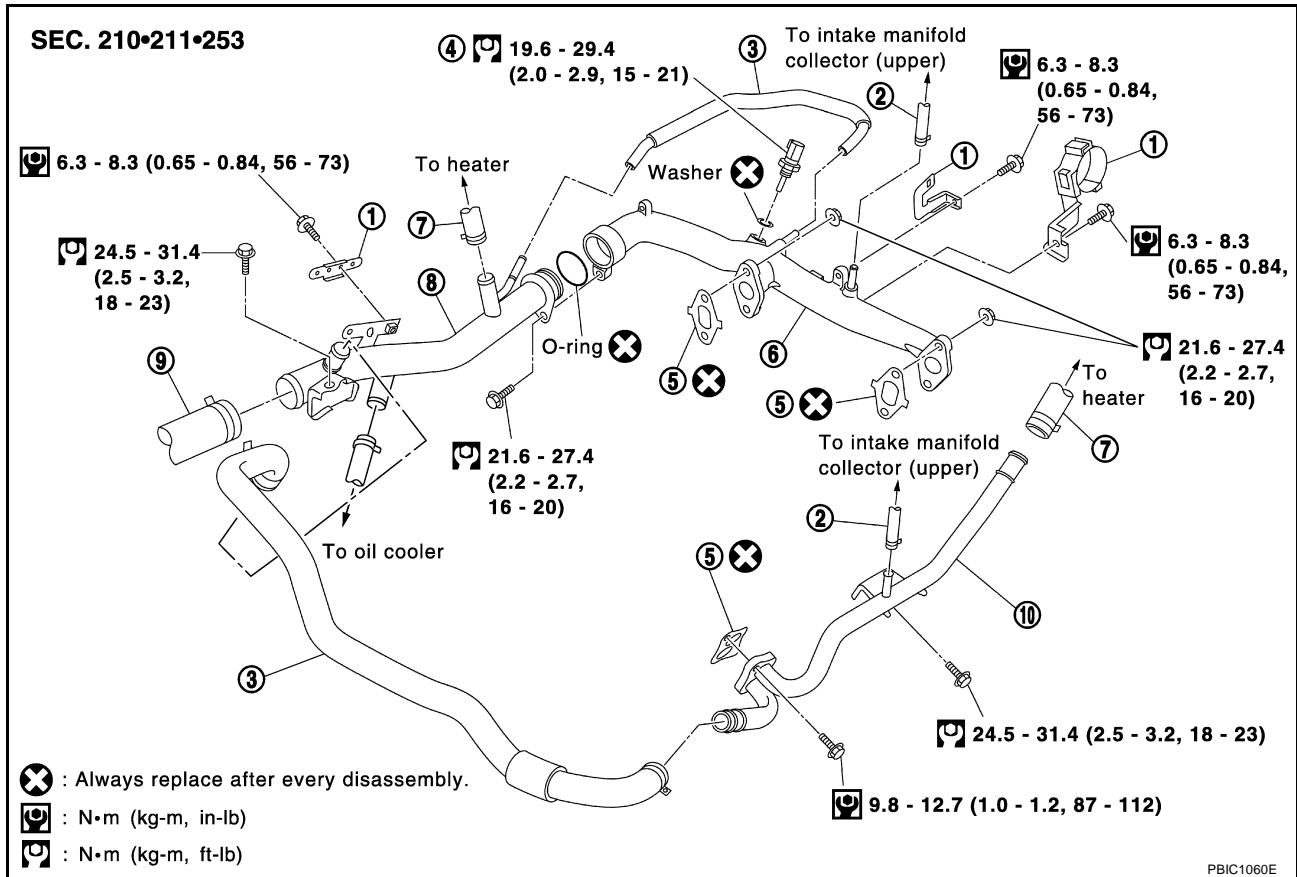 SEC. 210•211•253
④ 19.6 - 29.4
(2.0 - 2.9, 15 - 21)
③
To intake manifold
collector (upper)
②
6.3 - 8.3
(0.65 - 0.84,
56 - 73)
①
①
6.3 - 8.3 (0.65 - 0.84, 56 - 73)
To heater
⑦
Washer
①
24.5 - 31.4
(2.5 - 3.2,
18 - 23)
⑧
6.3 - 8.3
(0.65 - 0.84,
56 - 73)
O-ring
⑥
⑨
⑤
⑤
21.6 - 27.4
(2.2 - 2.7,
16 - 20)
To
heater
⑦
21.6 - 27.4
(2.2 - 2.7,
16 - 20)
To intake manifold
collector (upper)
②
To oil cooler
⑤
⑩
③
24.5 - 31.4 (2.5 - 3.2, 18 - 23)
9.8 - 12.7 (1.0 - 1.2, 87 - 112)
: Always replace after every disassembly.
: N•m (kg-m, in-lb)
: N•m (kg-m, ft-lb)
PBIC1060E